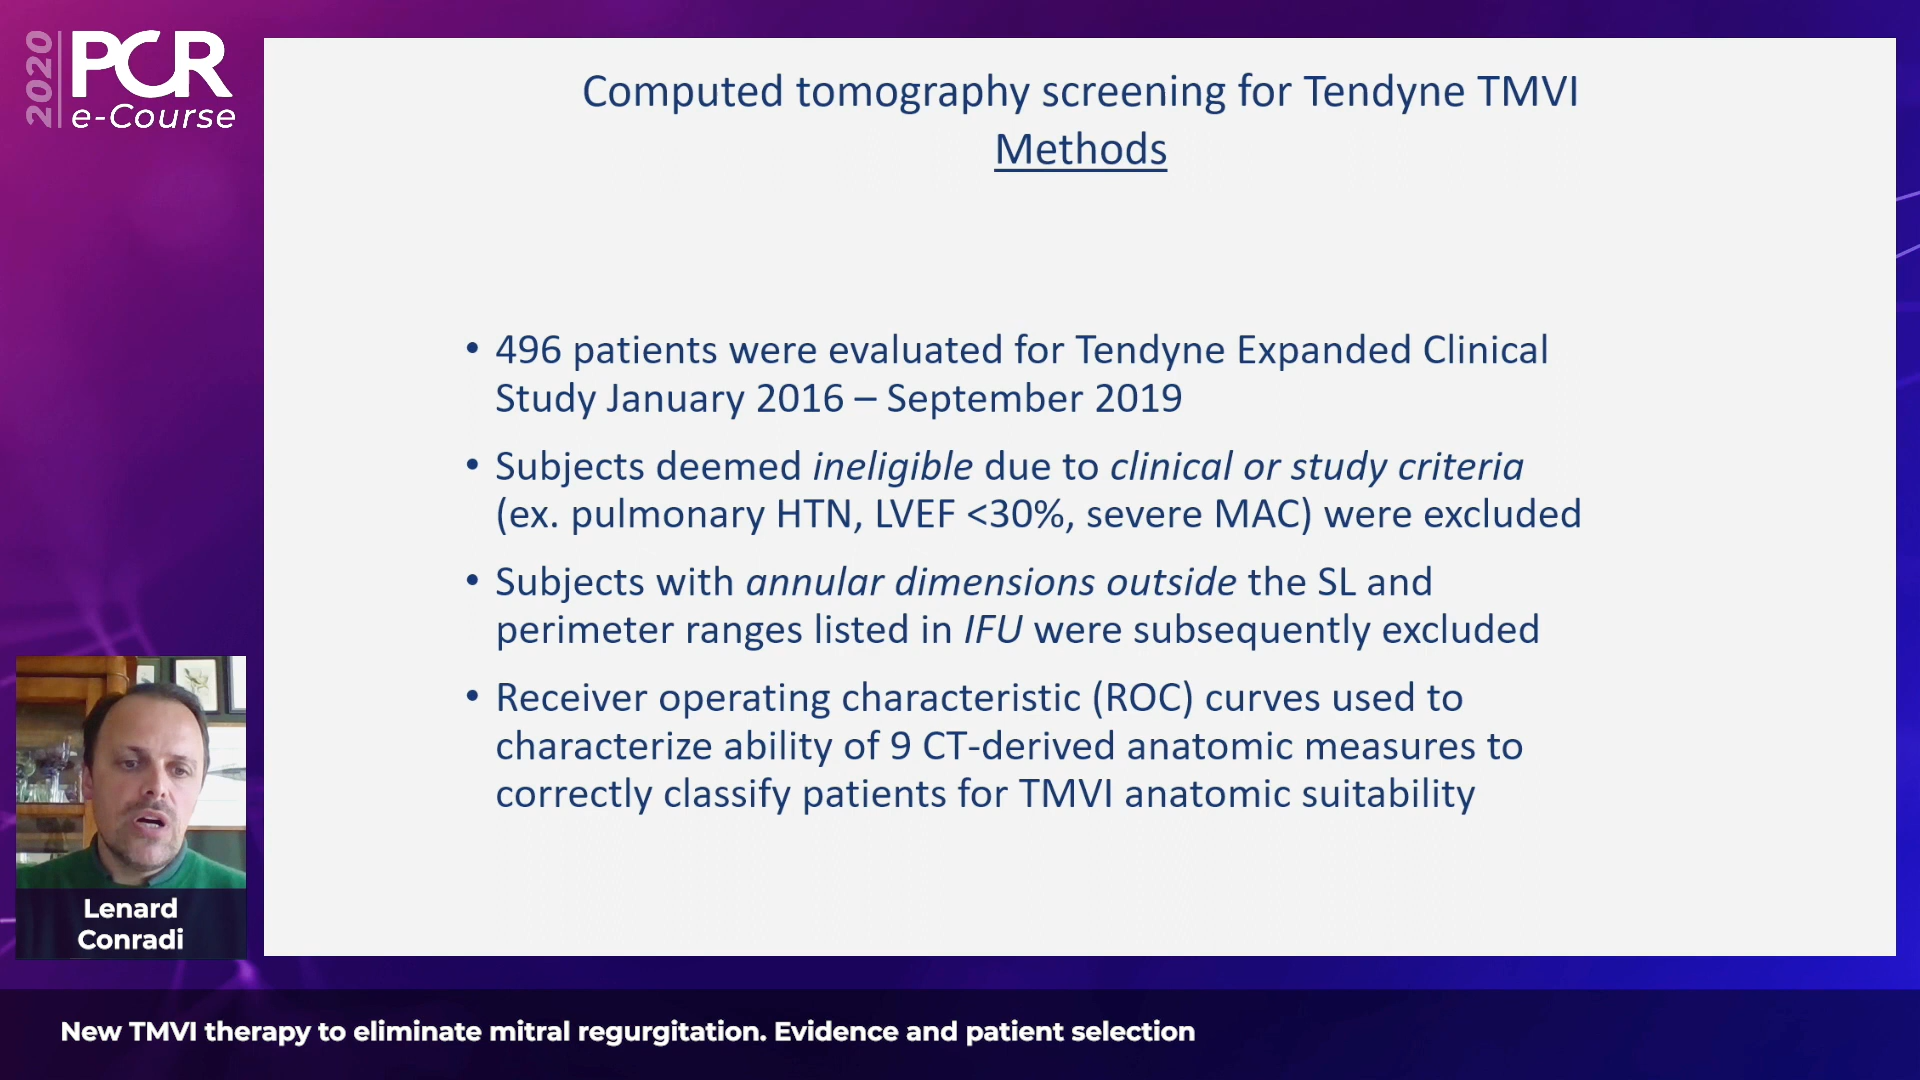 2020
PCR
e-Course
Computed tomography screening for Tendyne TMVI
Methods
• 496 patients were evaluated for Tendyne Expanded Clinical
Study January 2016 – September 2019
• Subjects deemed ineligible due to clinical or study criteria
(ex. pulmonary HTN, LVEF <30%, severe MAC) were excluded
• Subjects with annular dimensions outside the SL and
perimeter ranges listed in IFU were subsequently excluded
• Receiver operating characteristic (ROC) curves used to
characterize ability of 9 CT-derived anatomic measures to
correctly classify patients for TMVI anatomic suitability
Lenard
Conradi
New TMVI therapy to eliminate mitral regurgitation. Evidence and patient selection